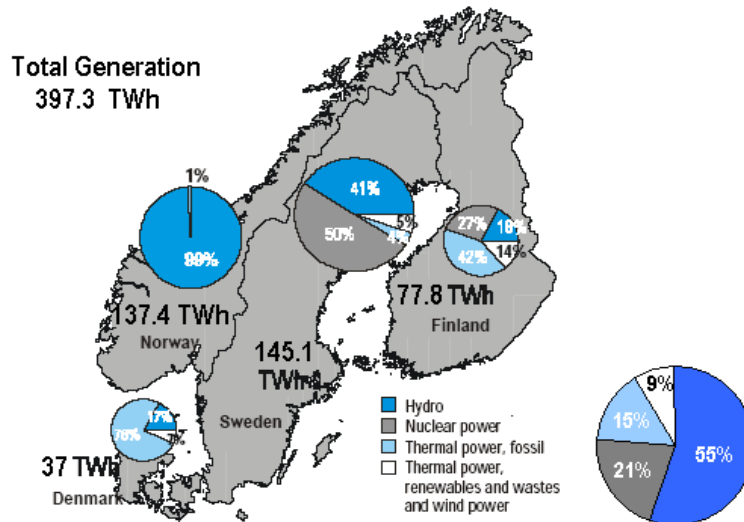 Total Generation
397.3 TWh
1%
99%
41%
5%
4%
50%
27%
18%
42%
14%
137.4 TWh
Norway
77.8 TWh
Finland
145.1
TWh
Sweden
17%
76%
7%
37 TWh
Denmark
Hydro
Nuclear power
Thermal power, fossil
Thermal power,
renewables and wastes
and wind power
9%
15%
21%
55%